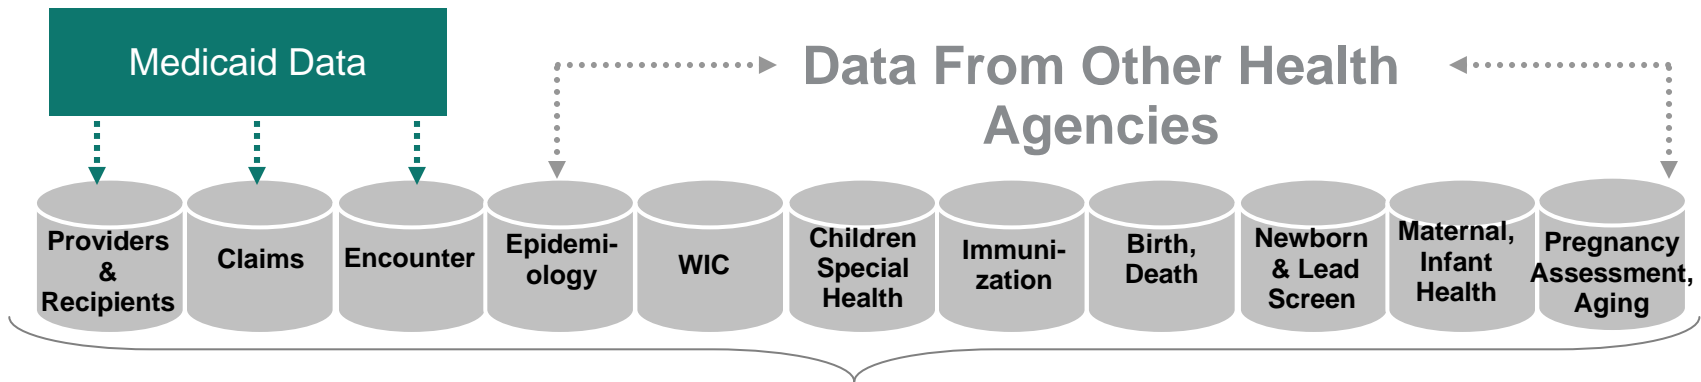 Medicaid Data
Data From Other Health
Agencies
Providers
&
Recipients
Claims
Encounter
Epidemi-
ology
WIC
Children
Special
Health
Immuni-
zation
Birth,
Death
Newborn
& Lead
Screen
Maternal,
Infant
Health
Pregnancy
Assessment,
Aging